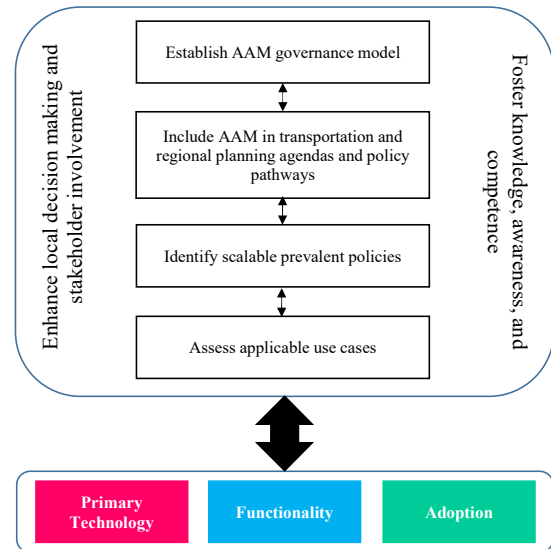 Enhance local decision making and
stakeholder involvement
Establish AAM governance model
Include AAM in transportation and
regional planning agendas and policy
pathways
Identify scalable prevalent policies
Assess applicable use cases
Foster knowledge, awareness, and
competence
Primary
Technology
Functionality
Adoption